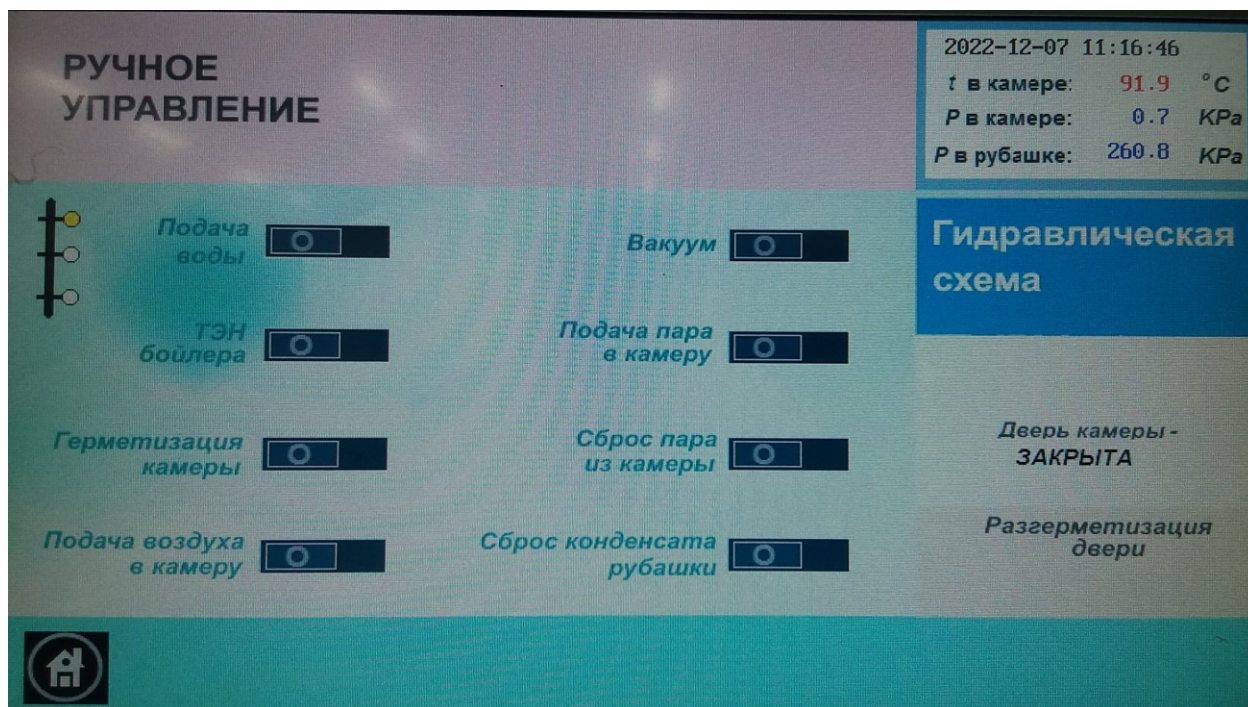 РУЧНОЕ
УПРАВЛЕНИЕ
2022-12-07 11:16:46
t в камере: 91.9 °C
P в камере: 0.7 KPa
P в рубашке: 260.8 KPa
Подача
воды
Вакуум
Гидравлическая
схема
ТЭН
бойлера
Подача пара
в камеру
Герметизация
камеры
Сброс пара
из камеры
Дверь камеры -
ЗАКРЫТА
Подача воздуха
в камеру
Сброс конденсата
рубашки
Разгерметизация
двери